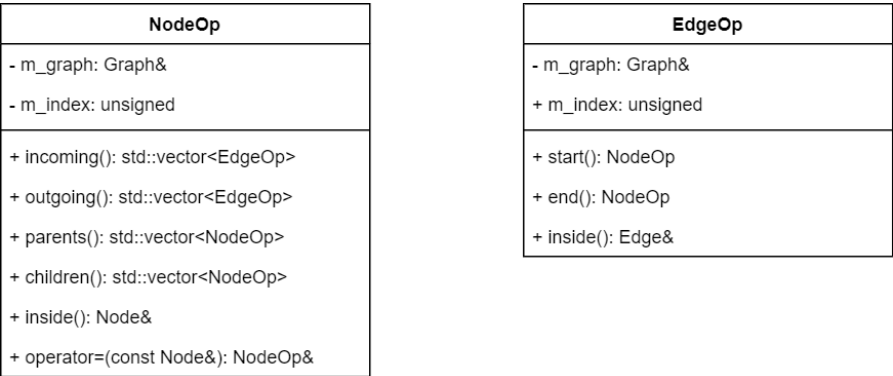 NodeOp
- m_graph: Graph&
- m_index: unsigned
+ incoming(): std::vector<EdgeOp>
+ outgoing(): std::vector<EdgeOp>
+ parents(): std::vector<NodeOp>
+ children(): std::vector<NodeOp>
+ inside(): Node&
+ operator=(const Node&): NodeOp&
EdgeOp
- m_graph: Graph&
+ m_index: unsigned
+ start(): NodeOp
+ end(): NodeOp
+ inside(): Edge&